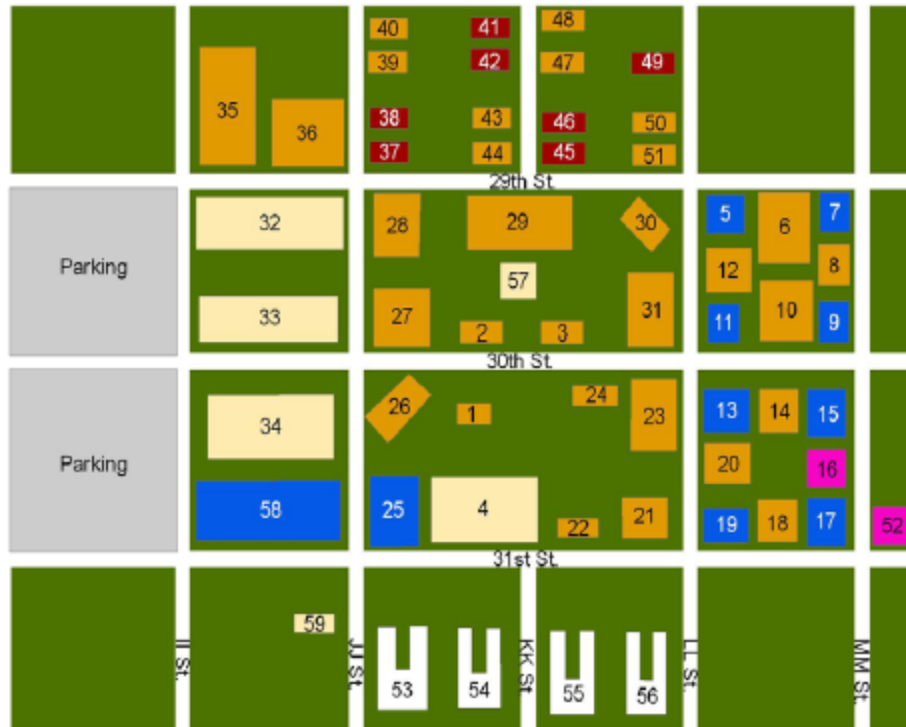 40 41 48
39 42 47 49
35 36 38 43 46 50
37 44 45 51
29th St.
32 28 29 30 5 6 7
Parking 57 12 8
33 27 2 3 31 11 10 9
30th St.
34 26 1 24 23 13 14 15
Parking 20 16
58 25 4 22 21 19 18 17 52
31st St.
59
II St. JJ St. KK St. LL St. MM St.
53 54 55 56